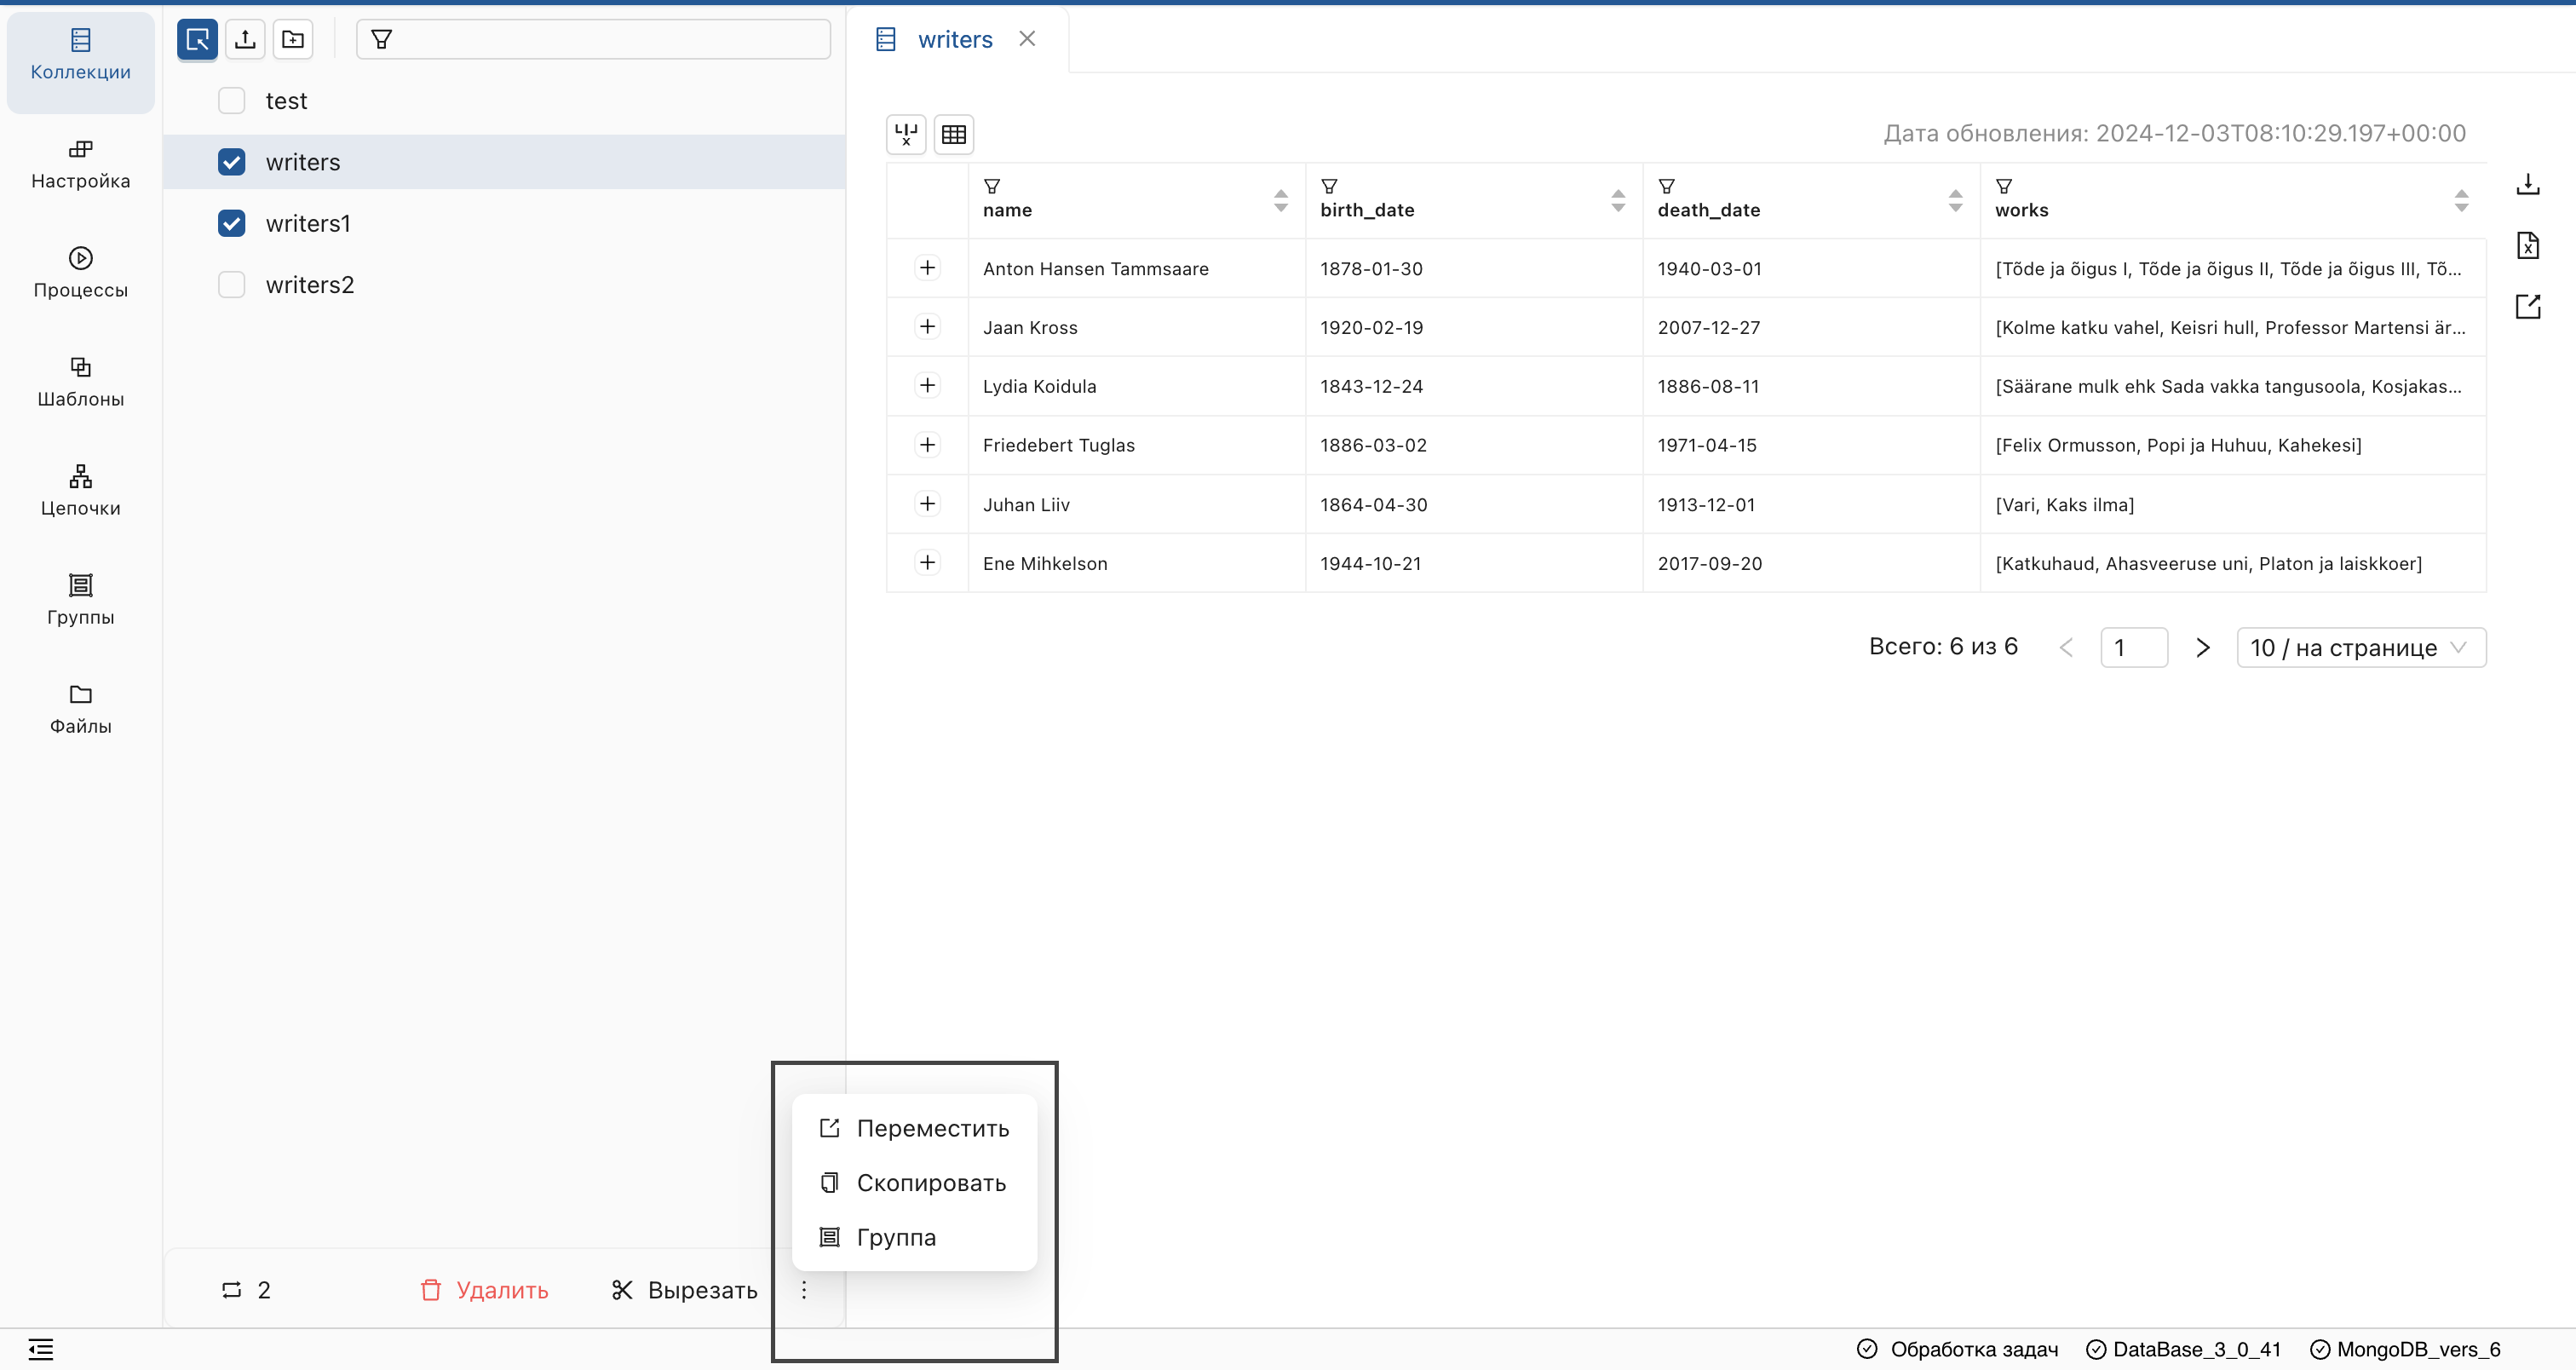 Коллекции
Настройка
Процессы
Шаблоны
Цепочки
Группы
Файлы
test
writers
writers1
writers2
writers
Дата обновления: 2024-12-03T08:10:29.197+00:00
name birth_date death_date works
Anton Hansen Tammsaare 1878-01-30 1940-03-01 [Tõde ja õigus I, Tõde ja õigus II, Tõde ja õigus III, Tõ...
Jaan Kross 1920-02-19 2007-12-27 [Kolme katku vahel, Keisri hull, Professor Martensi är...
Lydia Koidula 1843-12-24 1886-08-11 [Säärane mulk ehk Sada vakka tangusoola, Kosjakas...
Friedebert Tuglas 1886-03-02 1971-04-15 [Felix Ormusson, Popi ja Huhuu, Kahekesi]
Juhan Liiv 1864-04-30 1913-12-01 [Vari, Kaks ilma]
Ene Mihkelson 1944-10-21 2017-09-20 [Katkuhaud, Ahasveeruse uni, Platon ja laiskkoer]
Всего: 6 из 6 1 10 / на странице
Переместить
Скопировать
Группа
2 Удалить Вырезать
Обработка задач DataBase_3_0_41 MongoDB_vers_6